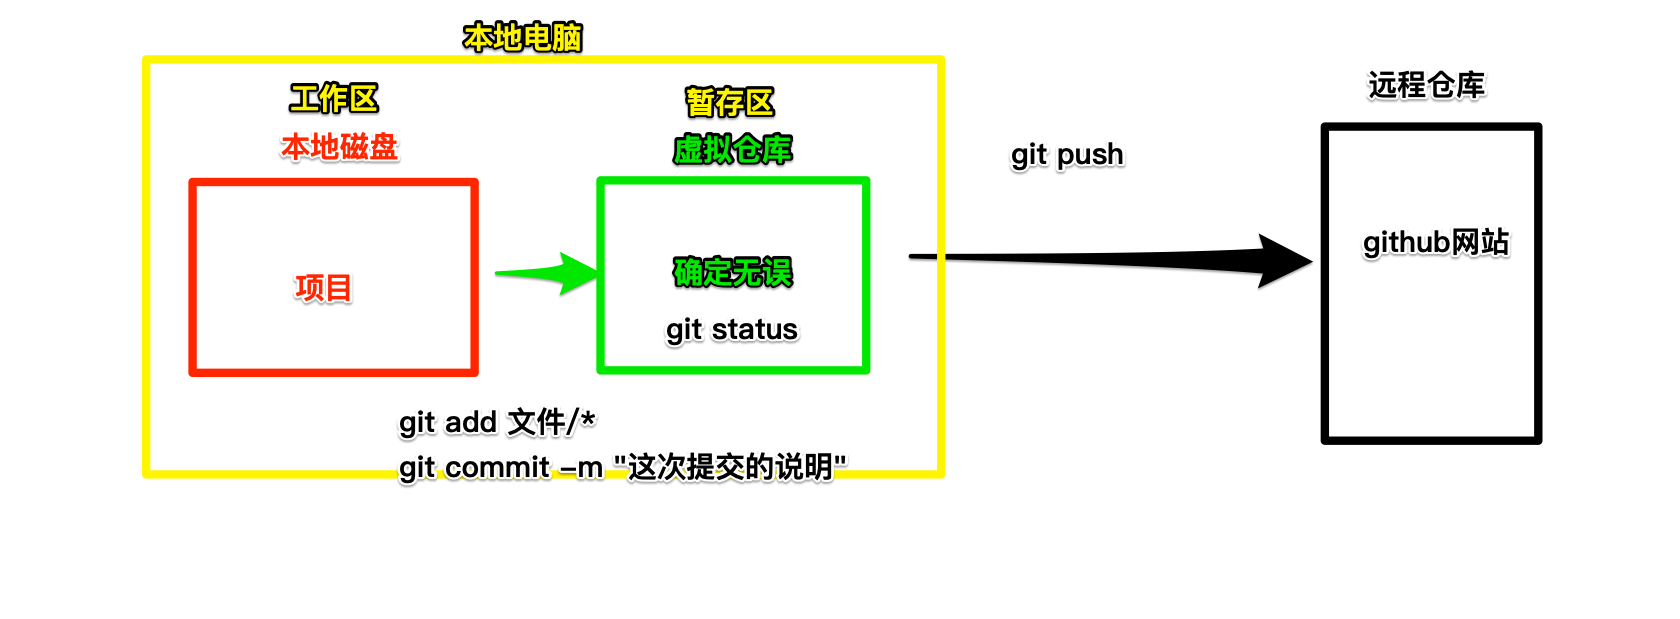 本地电脑
工作区
本地磁盘
项目
暂存区
虚拟仓库
确定无误
git status
git add 文件/*
git commit -m "这次提交的说明"
git push
远程仓库
github网站